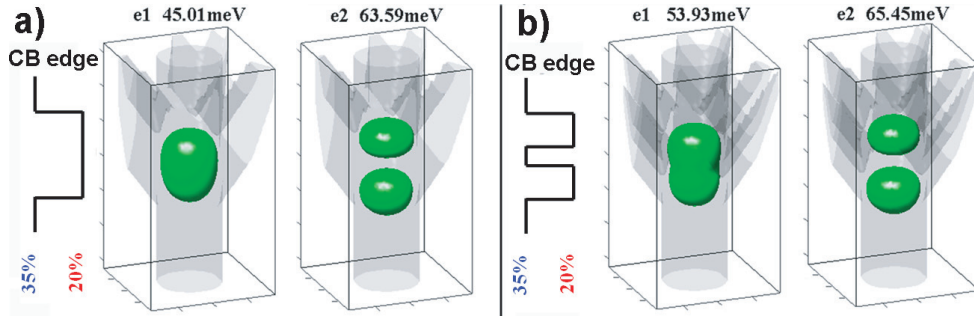 a)
e1 45.01meV
e2 63.59meV
CB edge
35%
20%
b)
e1 53.93meV
e2 65.45meV
CB edge
35%
20%